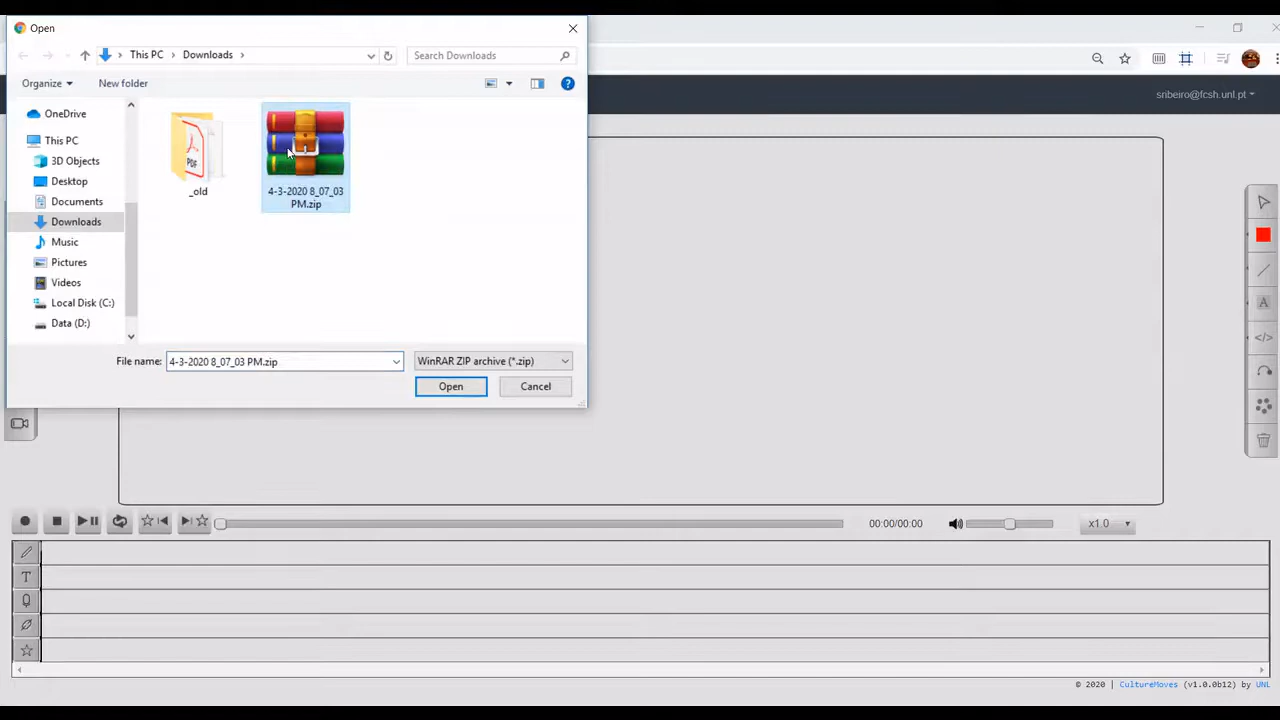 Open
This PC
Downloads
Search Downloads
Organize
New folder
OneDrive
This PC
3D Objects
Desktop
Documents
Downloads
Music
Pictures
Videos
Local Disk (C:)
Data (D:)
PDF
_old
4-3-2020 8_07_03
PM.zip
File name:
4-3-2020 8_07_03 PM.zip
WinRAR ZIP archive (*.zip)
Open
Cancel
sribeiro@fcsh.unl.pt
A
</>
00:00/00:00
x1.0
T
© 2020 | CultureMoves (v1.0.0b12) by UNL